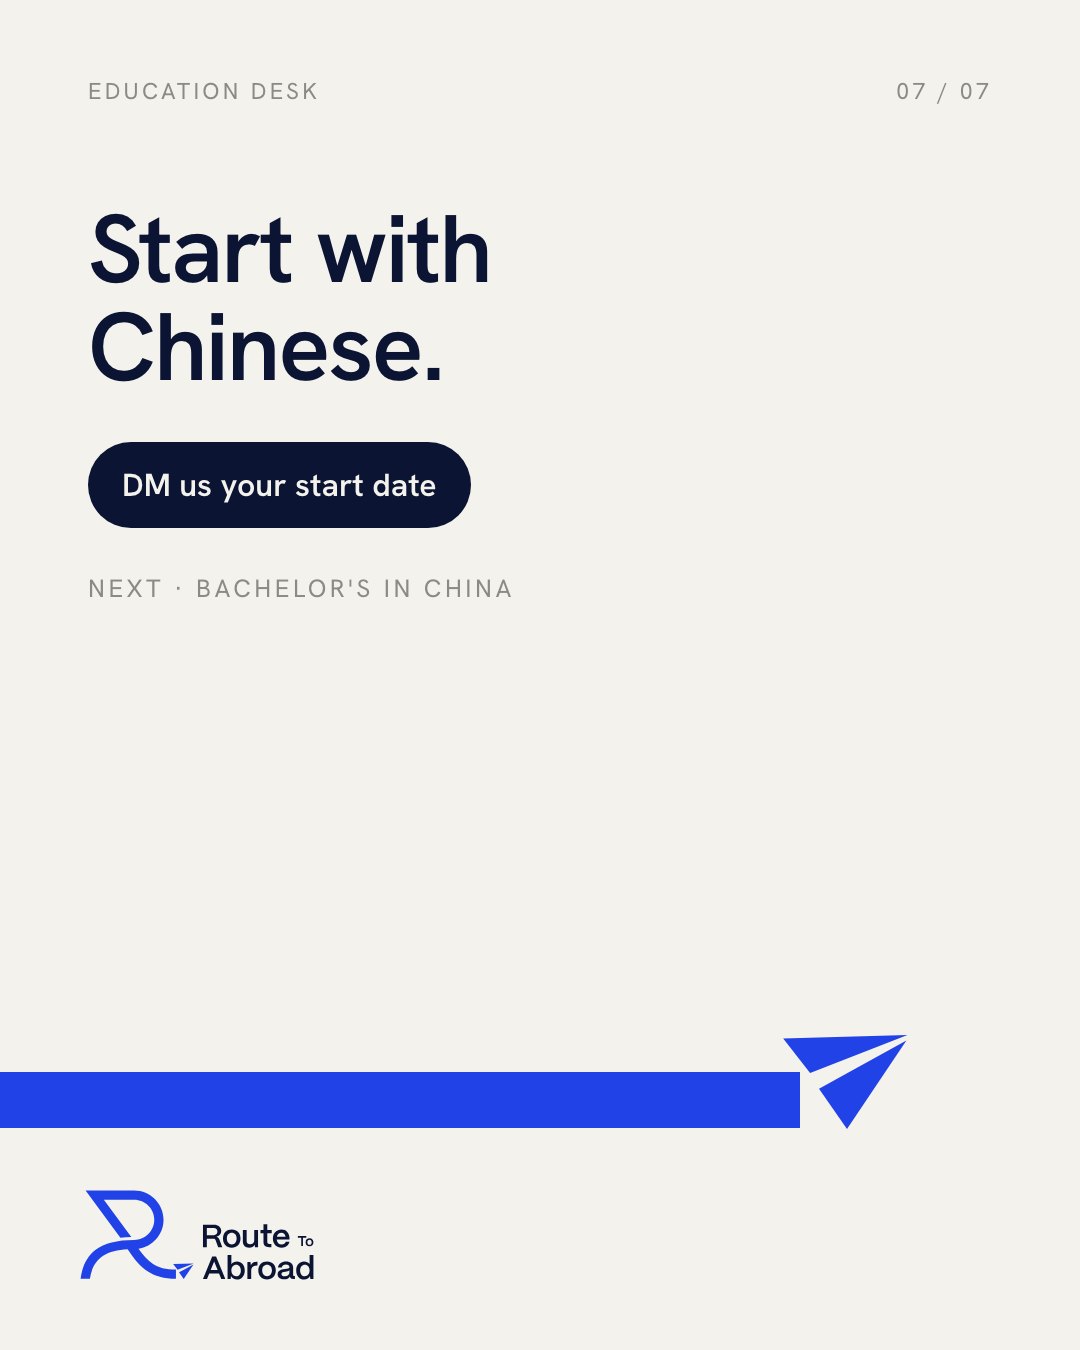 EDUCATION DESK
07 / 07
Start with
Chinese.
DM us your start date
NEXT · BACHELOR'S IN CHINA
Route To
Abroad